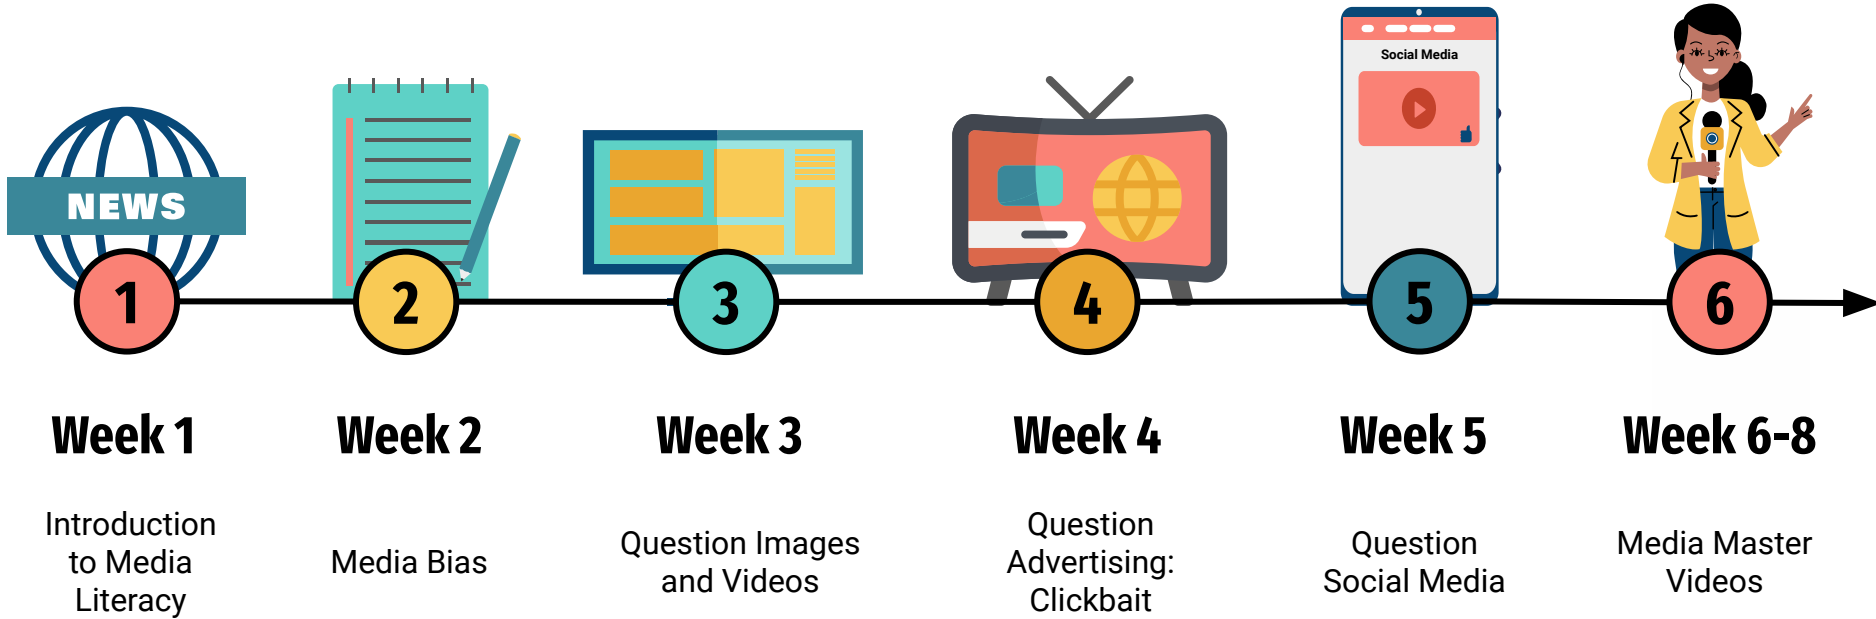 NEWS
Social Media
1
2
3
4
5
6
Week 1
Week 2
Week 3
Week 4
Week 5
Week 6-8
Introduction
to Media
Literacy
Media Bias
Question Images
and Videos
Question
Advertising:
Clickbait
Question
Social Media
Media Master
Videos